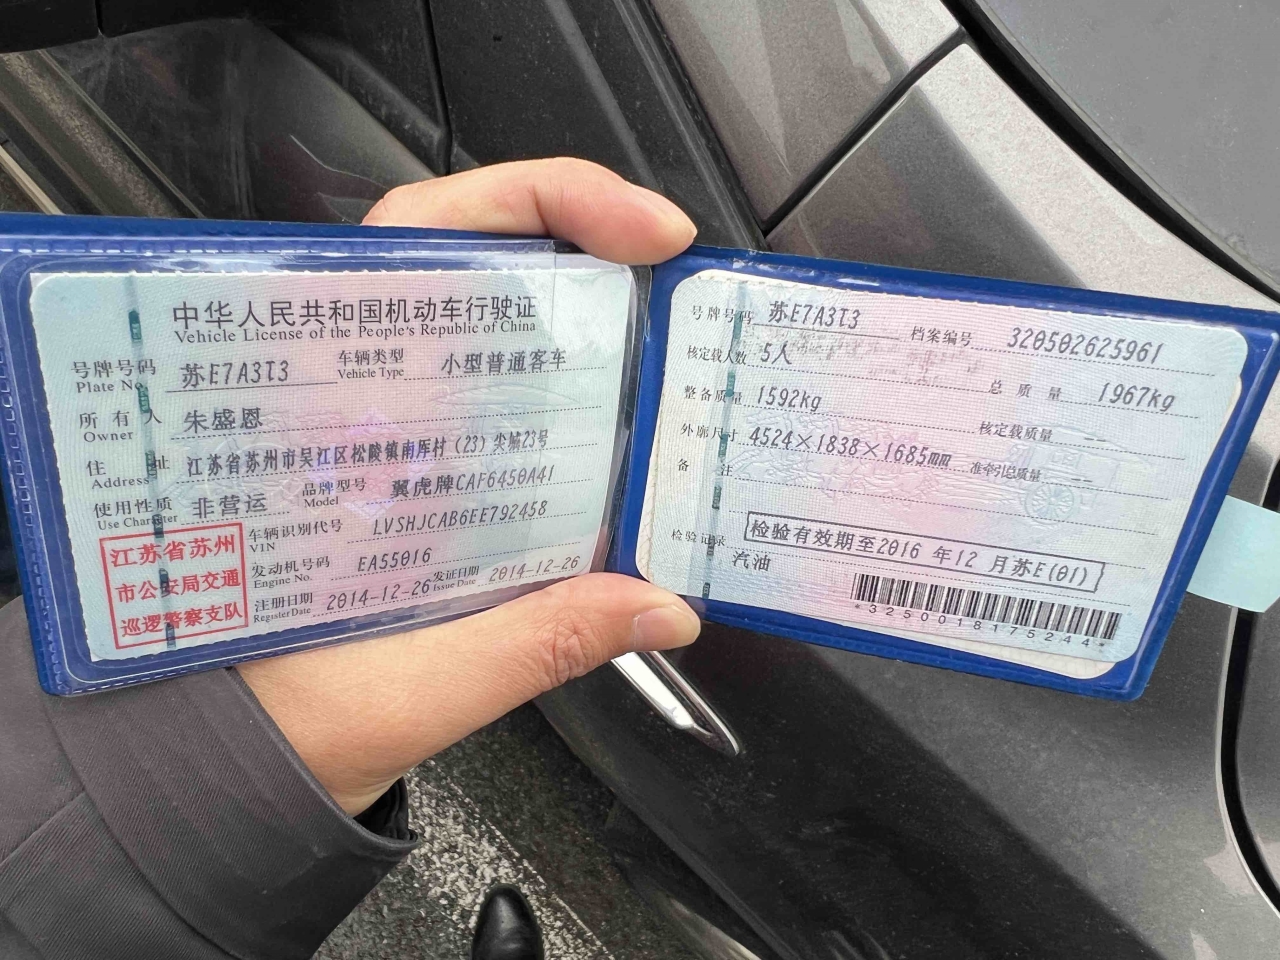 中华人民共和国机动车行驶证
Vehicle License of the People's Republic of China
号牌号码 苏E7A3T3 车辆类型 小型普通客车
Plate No. Vehicle Type
所有人 朱盛恩
Owner
住址 江苏省苏州市吴江区松陵镇南厍村（23）尖城23号
Address
使用性质 非营运 品牌型号 翼虎牌CAF6450A41
Use Character Model
江苏省苏州
市公安局交通
巡逻警察支队
车辆识别代号 LVSHJCAB6EE792458
VIN
发动机号码 EA55016
Engine No.
注册日期 2014-12-26 发证日期 2014-12-26
Register Date Issue Date
号牌号码 苏E7A3T3 档案编号 320502625961
核定载人数 5人 总质量 1967kg
整备质量 1592kg 核定载质量 --
外廓尺寸 4524×1838×1685mm 准牵引总质量 --
备注
检验记录 检验有效期至2016年12月苏E(01)
汽油
*3250018175244*